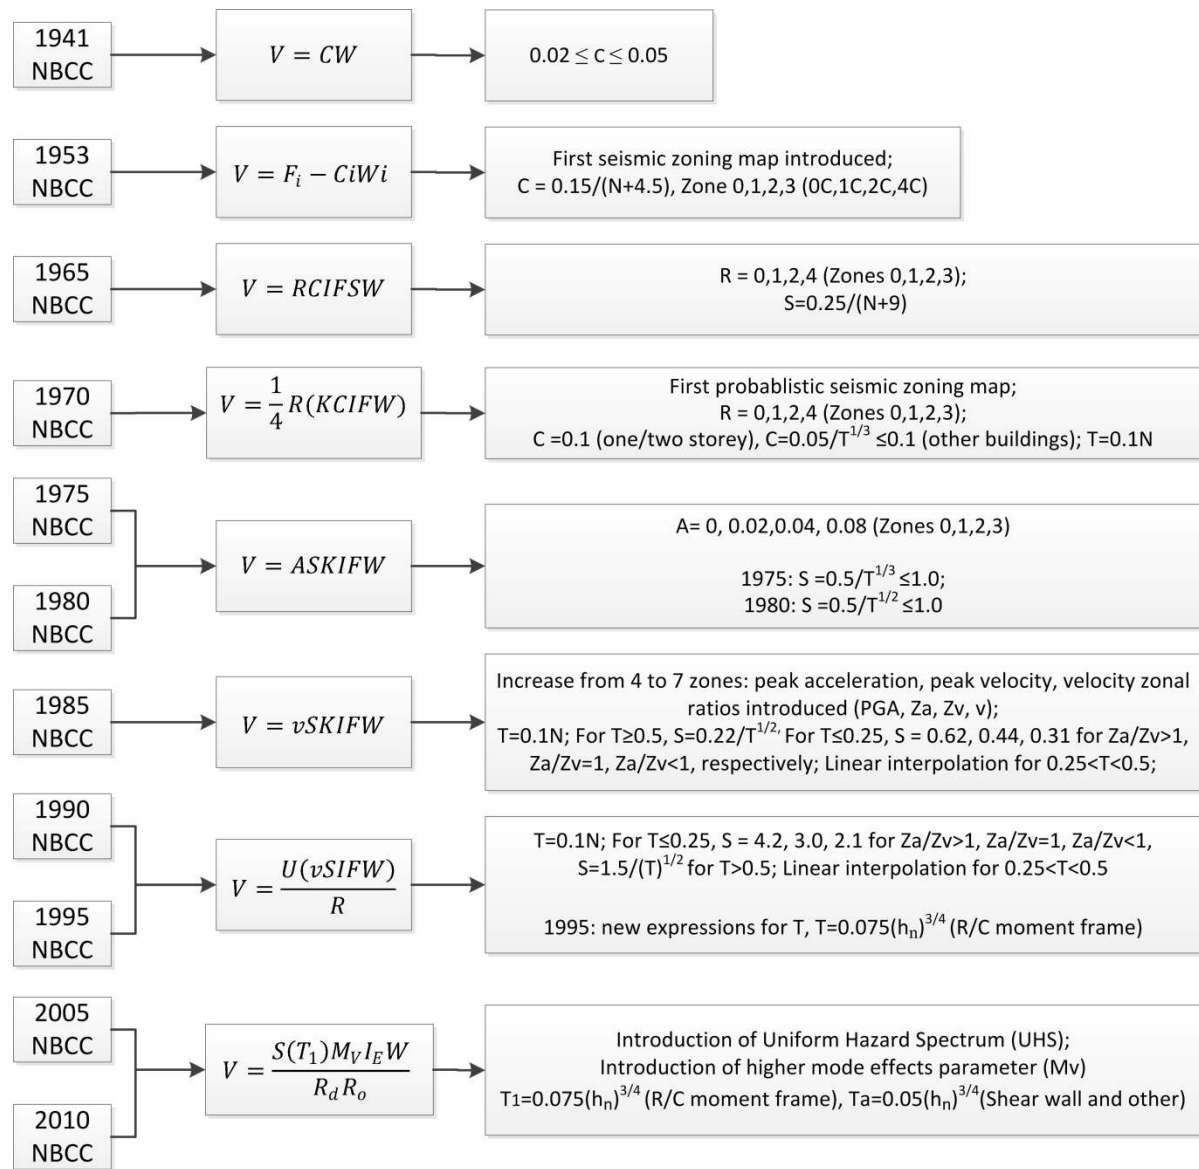 1941
NBCC
V = CW
0.02 ≤ C ≤ 0.05
1953
NBCC
V = F_i − CiWi
First seismic zoning map introduced;
C = 0.15/(N+4.5), Zone 0,1,2,3 (0C,1C,2C,4C)
1965
NBCC
V = RCIFSW
R = 0,1,2,4 (Zones 0,1,2,3);
S=0.25/(N+9)
1970
NBCC
V = 1/4 R(KCIFW)
First probablistic seismic zoning map;
R = 0,1,2,4 (Zones 0,1,2,3);
C =0.1 (one/two storey), C=0.05/T^1/3 ≤0.1 (other buildings); T=0.1N
1975
NBCC
1980
NBCC
V = ASKIFW
A= 0, 0.02,0.04, 0.08 (Zones 0,1,2,3)
1975: S =0.5/T^1/3 ≤1.0;
1980: S =0.5/T^1/2 ≤1.0
1985
NBCC
V = vSKIFW
Increase from 4 to 7 zones: peak acceleration, peak velocity, velocity zonal
ratios introduced (PGA, Za, Zv, v);
T=0.1N; For T≥0.5, S=0.22/T^1/2, For T≤0.25, S = 0.62, 0.44, 0.31 for Za/Zv>1,
Za/Zv=1, Za/Zv<1, respectively; Linear interpolation for 0.25<T<0.5;
1990
NBCC
1995
NBCC
V = U(vSIFW)/R
T=0.1N; For T≤0.25, S = 4.2, 3.0, 2.1 for Za/Zv>1, Za/Zv=1, Za/Zv<1,
S=1.5/(T)^1/2 for T>0.5; Linear interpolation for 0.25<T<0.5
1995: new expressions for T, T=0.075(h_n)^3/4 (R/C moment frame)
2005
NBCC
2010
NBCC
V = S(T_1)M_V I_E W/R_d R_o
Introduction of Uniform Hazard Spectrum (UHS);
Introduction of higher mode effects parameter (Mv)
T1=0.075(h_n)^3/4 (R/C moment frame), Ta=0.05(h_n)^3/4(Shear wall and other)